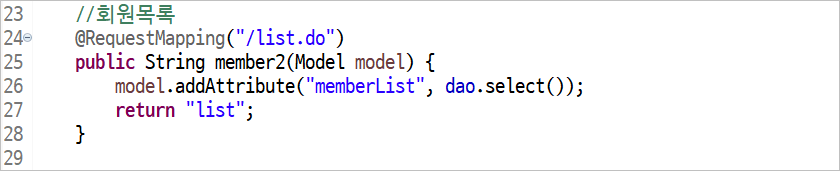 23 //회원목록
24 @RequestMapping("/list.do")
25 public String member2(Model model) {
26 model.addAttribute("memberList", dao.select());
27 return "list";
28 }
29